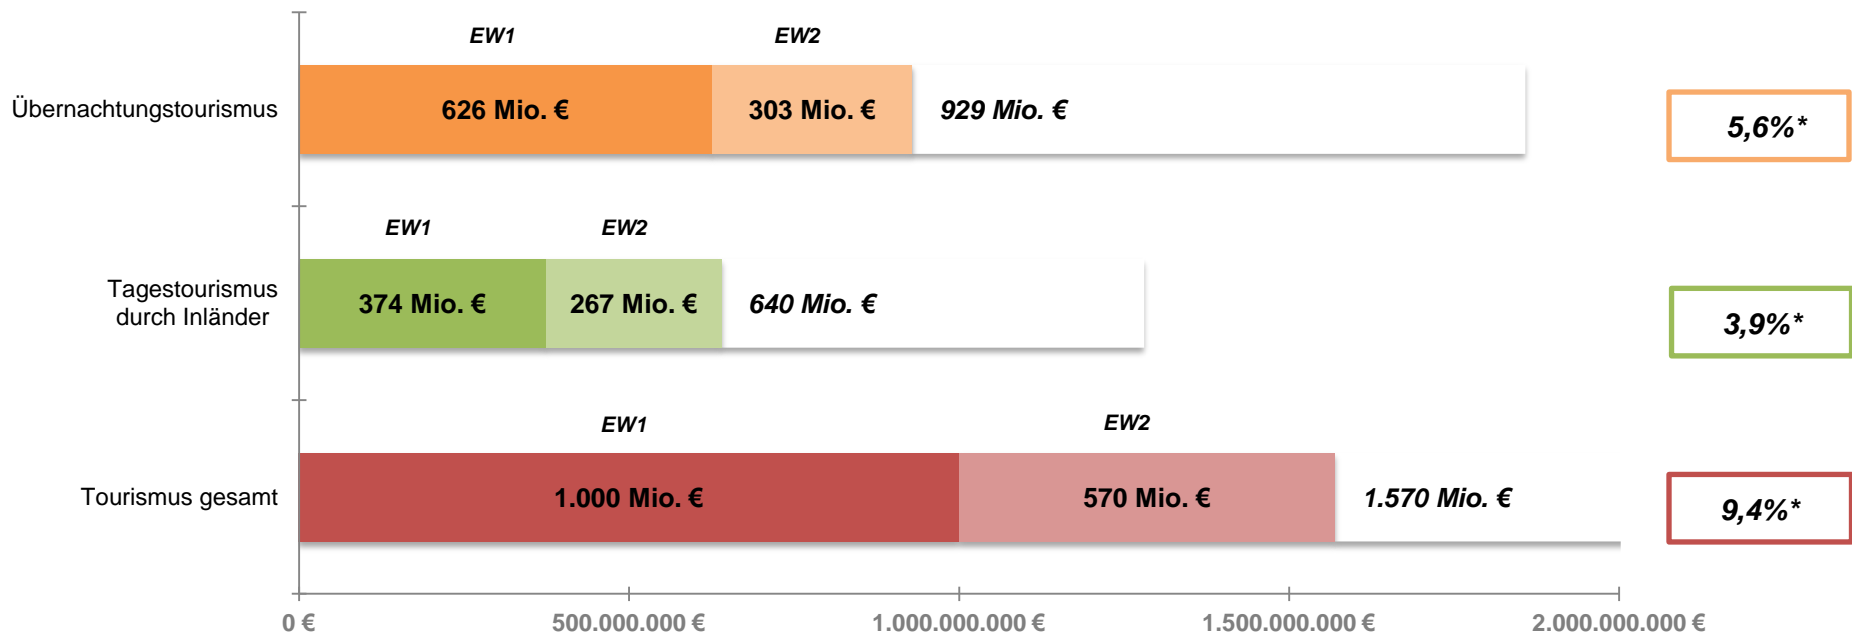 EW1 EW2
Übernachtungstourismus 626 Mio. € 303 Mio. € 929 Mio. € 5,6%*
EW1 EW2
Tagestourismus
durch Inländer 374 Mio. € 267 Mio. € 640 Mio. € 3,9%*
EW1 EW2
Tourismus gesamt 1.000 Mio. € 570 Mio. € 1.570 Mio. € 9,4%*
0 € 500.000.000 € 1.000.000.000 € 1.500.000.000 € 2.000.000.000 €